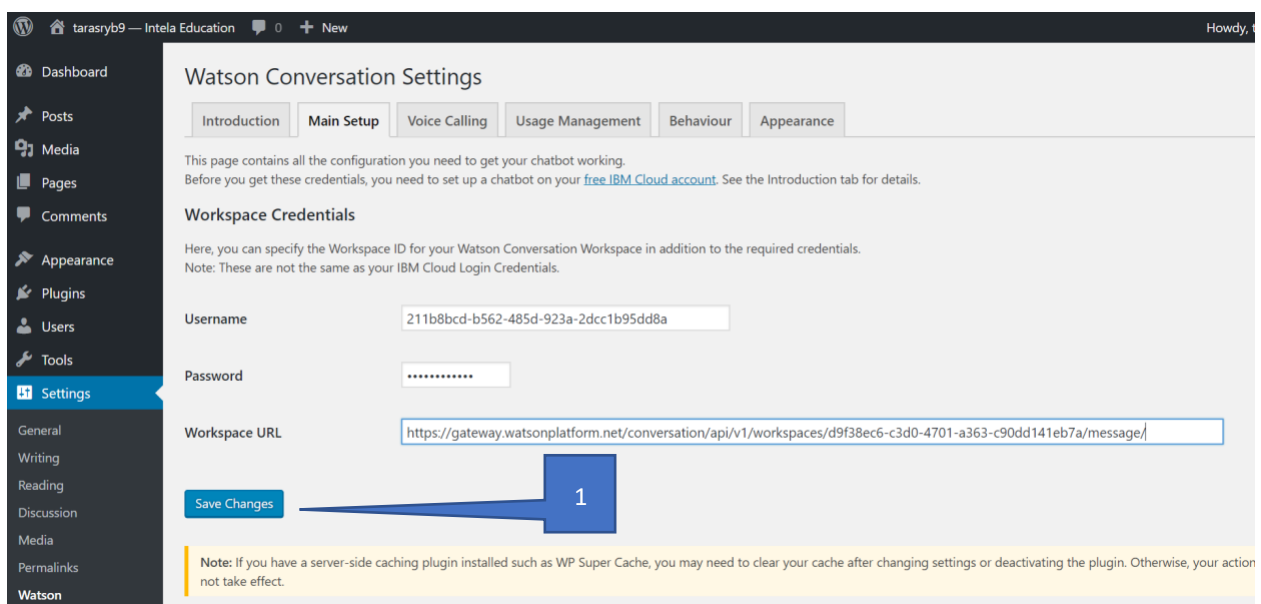 tarasryb9 — Intela Education 0 + New Howdy, t
Dashboard
Posts
Media
Pages
Comments
Appearance
Plugins
Users
Tools
Settings
General
Writing
Reading
Discussion
Media
Permalinks
Watson
Watson Conversation Settings
Introduction Main Setup Voice Calling Usage Management Behaviour Appearance
This page contains all the configuration you need to get your chatbot working.
Before you get these credentials, you need to set up a chatbot on your free IBM Cloud account. See the Introduction tab for details.
Workspace Credentials
Here, you can specify the Workspace ID for your Watson Conversation Workspace in addition to the required credentials.
Note: These are not the same as your IBM Cloud Login Credentials.
Username 211b8bcd-b562-485d-923a-2dcc1b95dd8a
Password ••••••••••••
Workspace URL https://gateway.watsonplatform.net/conversation/api/v1/workspaces/d9f38ec6-c3d0-4701-a363-c90dd141eb7a/message/
Save Changes
1
Note: If you have a server-side caching plugin installed such as WP Super Cache, you may need to clear your cache after changing settings or deactivating the plugin. Otherwise, your action
not take effect.